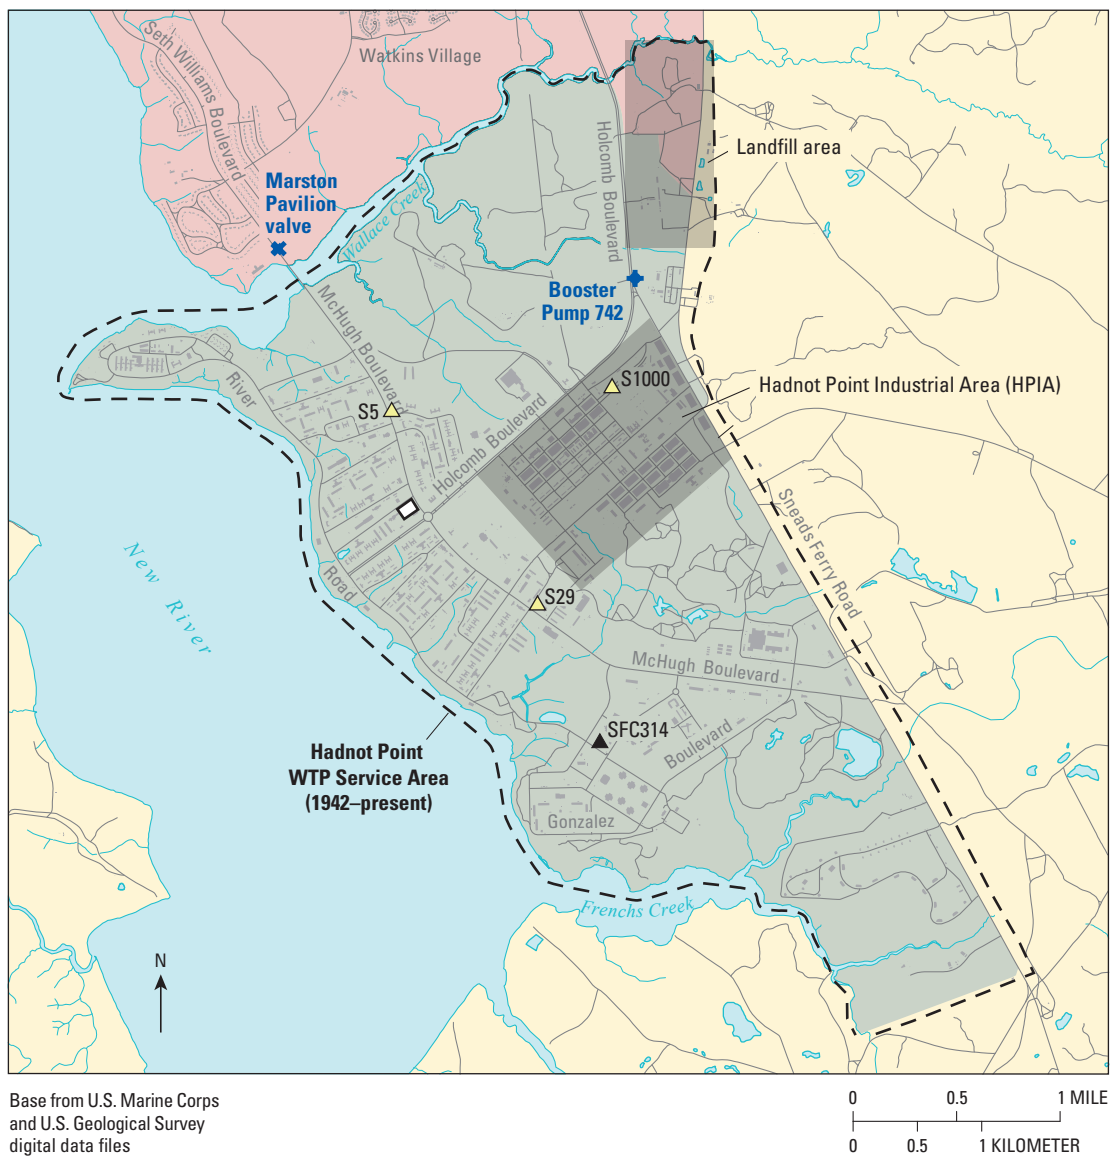 Seth Williams Boulevard
Watkins Village
Holcomb Boulevard
Landfill area
Marston
Pavilion
valve
Wallace Creek
Booster
Pump 742
McHugh Boulevard
River
S1000
Hadnot Point Industrial Area (HPIA)
S5
Holcomb Boulevard
Sneads Ferry Road
New River
Road
S29
McHugh Boulevard
SFC314
Boulevard
Hadnot Point
WTP Service Area
(1942–present)
Gonzalez
Frenchs Creek
N
Base from U.S. Marine Corps
and U.S. Geological Survey
digital data files
0 0.5 1 MILE
0 0.5 1 KILOMETER